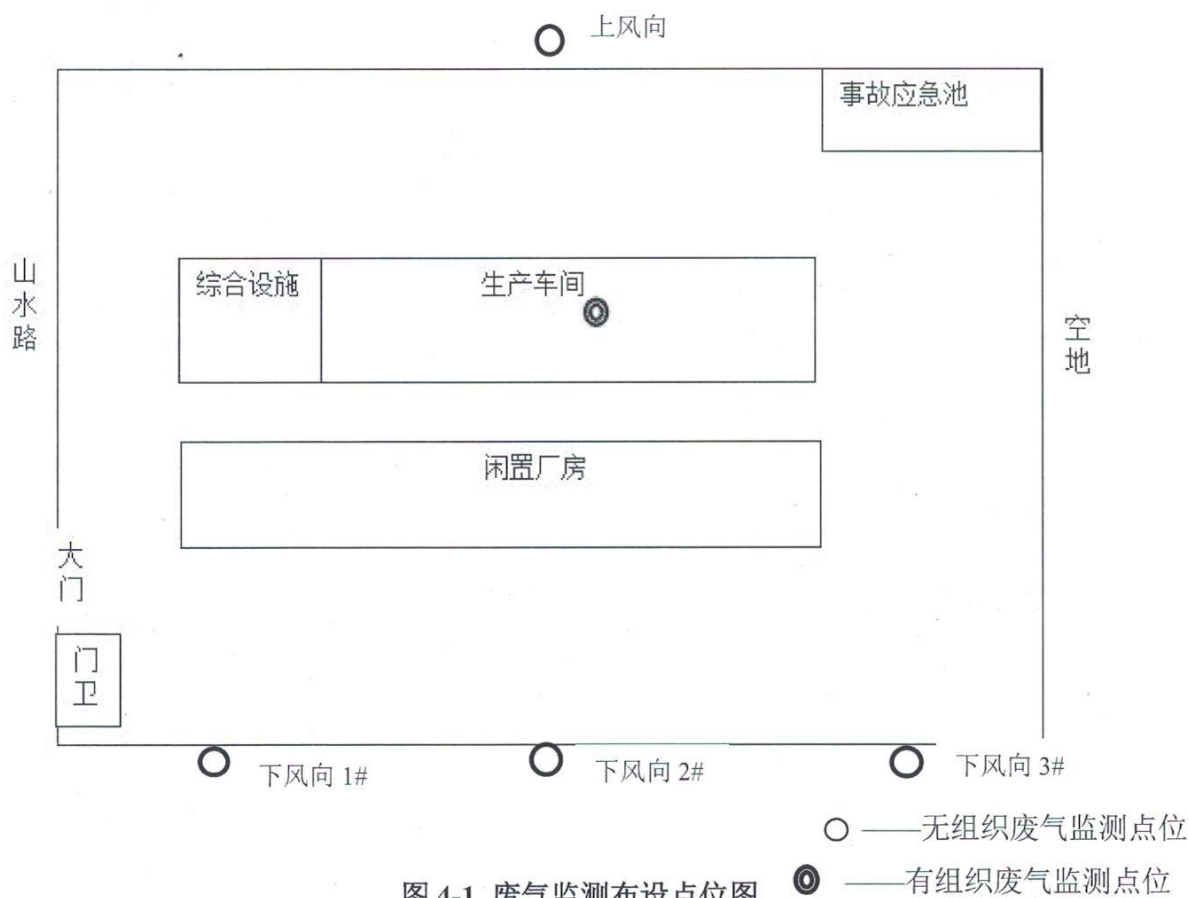 上风向
事故应急池
山水路
综合设施
生产车间
空地
闲置厂房
大门
门卫
下风向 1#
下风向 2#
下风向 3#
——无组织废气监测点位
——有组织废气监测点位
图 4-1 废气监测布设点位图